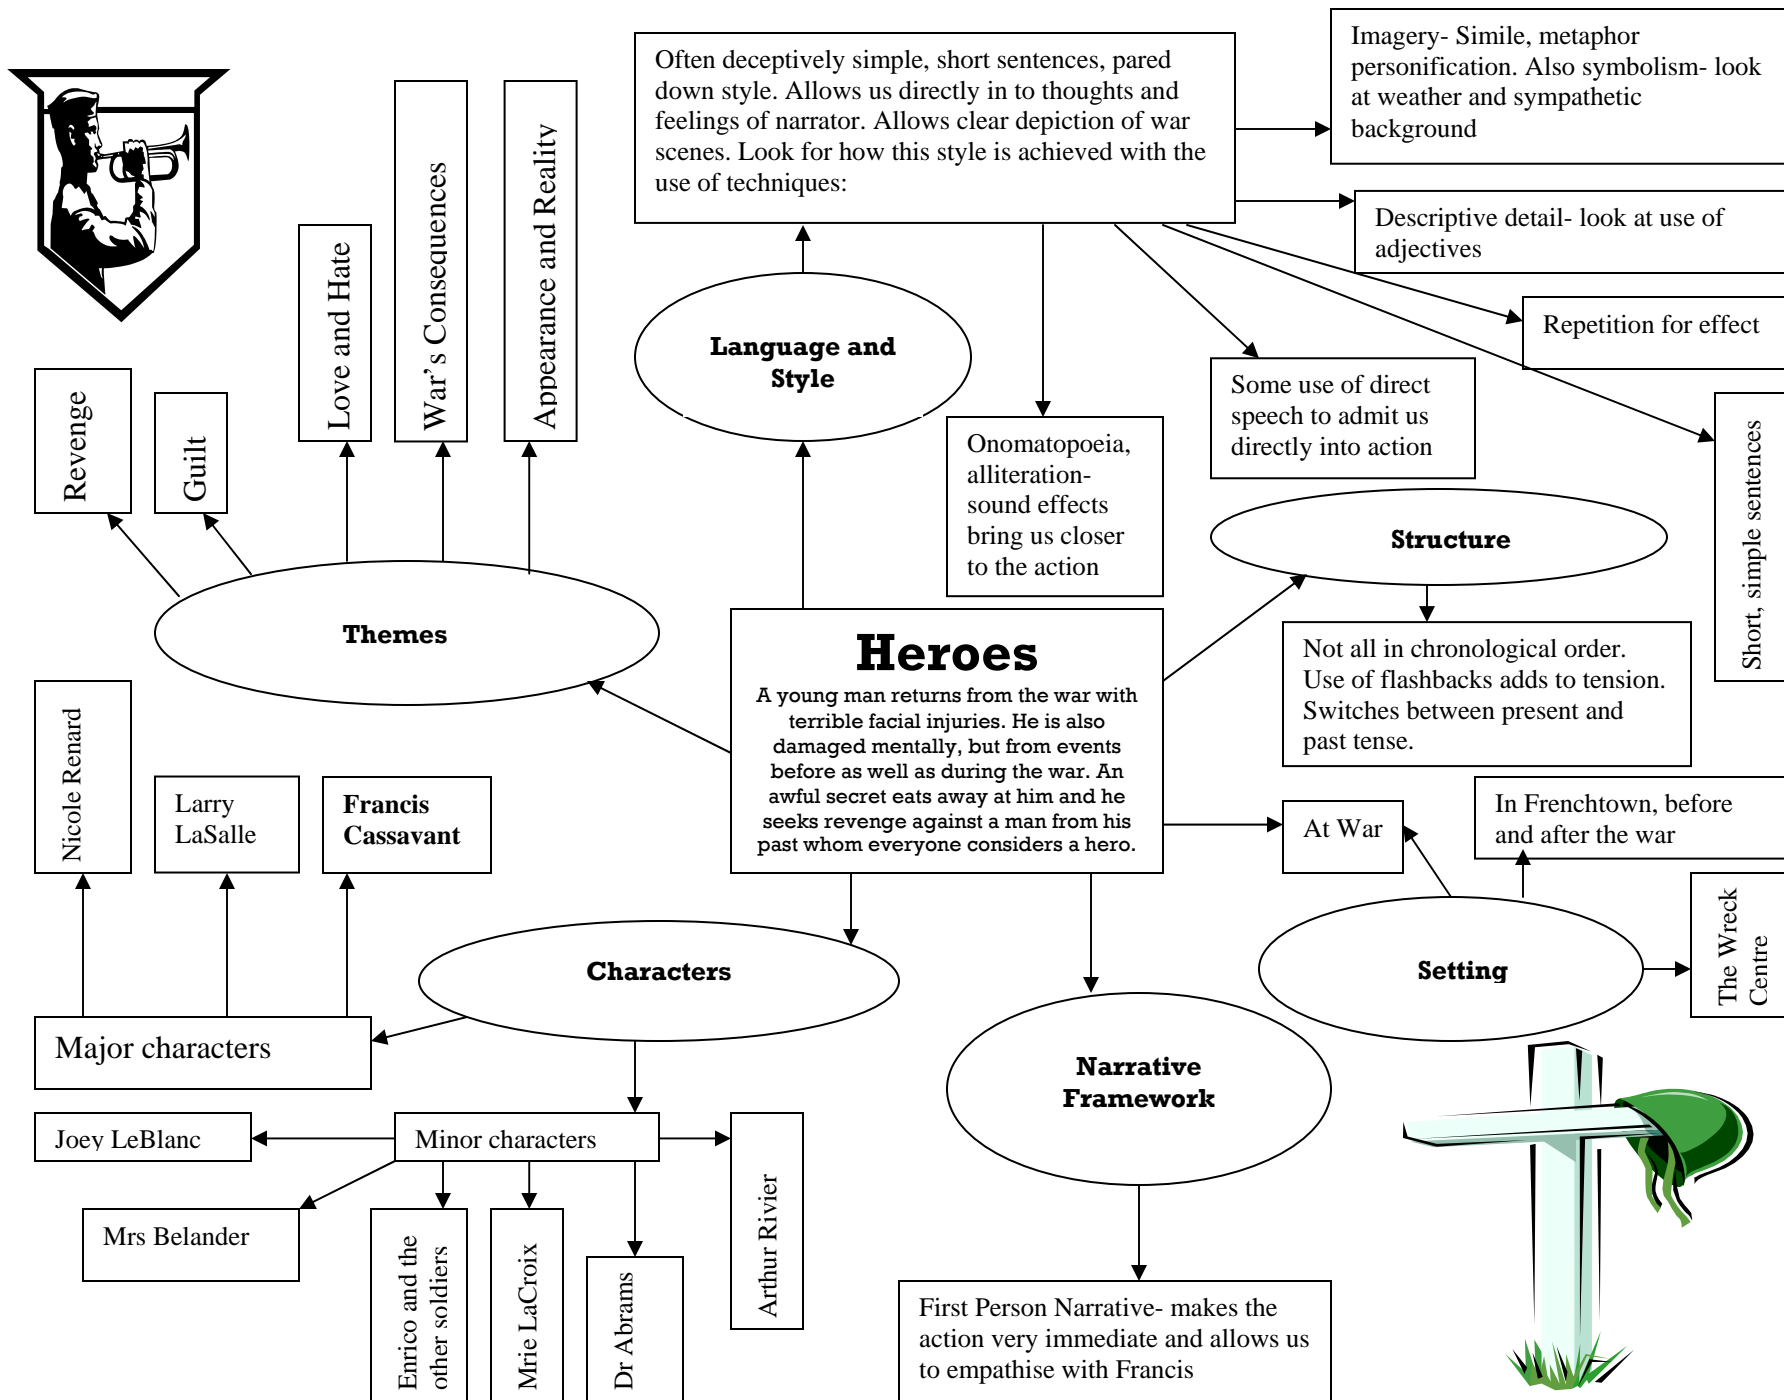 Often deceptively simple, short sentences, pared
down style. Allows us directly in to thoughts and
feelings of narrator. Allows clear depiction of war
scenes. Look for how this style is achieved with the
use of techniques:
Imagery- Simile, metaphor
personification. Also symbolism- look
at weather and sympathetic
background
Descriptive detail- look at use of
adjectives
Repetition for effect
Short, simple sentences
Some use of direct
speech to admit us
directly into action
Onomatopoeia,
alliteration-
sound effects
bring us closer
to the action
Language and
Style
Revenge
Guilt
Love and Hate
War's Consequences
Appearance and Reality
Themes
Structure
Not all in chronological order.
Use of flashbacks adds to tension.
Switches between present and
past tense.
Heroes
A young man returns from the war with
terrible facial injuries. He is also
damaged mentally, but from events
before as well as during the war. An
awful secret eats away at him and he
seeks revenge against a man from his
past whom everyone considers a hero.
Nicole Renard
Larry
LaSalle
Francis
Cassavant
At War
In Frenchtown, before
and after the war
The Wreck
Centre
Setting
Characters
Major characters
Minor characters
Joey LeBlanc
Mrs Belander
Enrico and the
other soldiers
Mrie LaCroix
Dr Abrams
Arthur Rivier
Narrative
Framework
First Person Narrative- makes the
action very immediate and allows us
to empathise with Francis